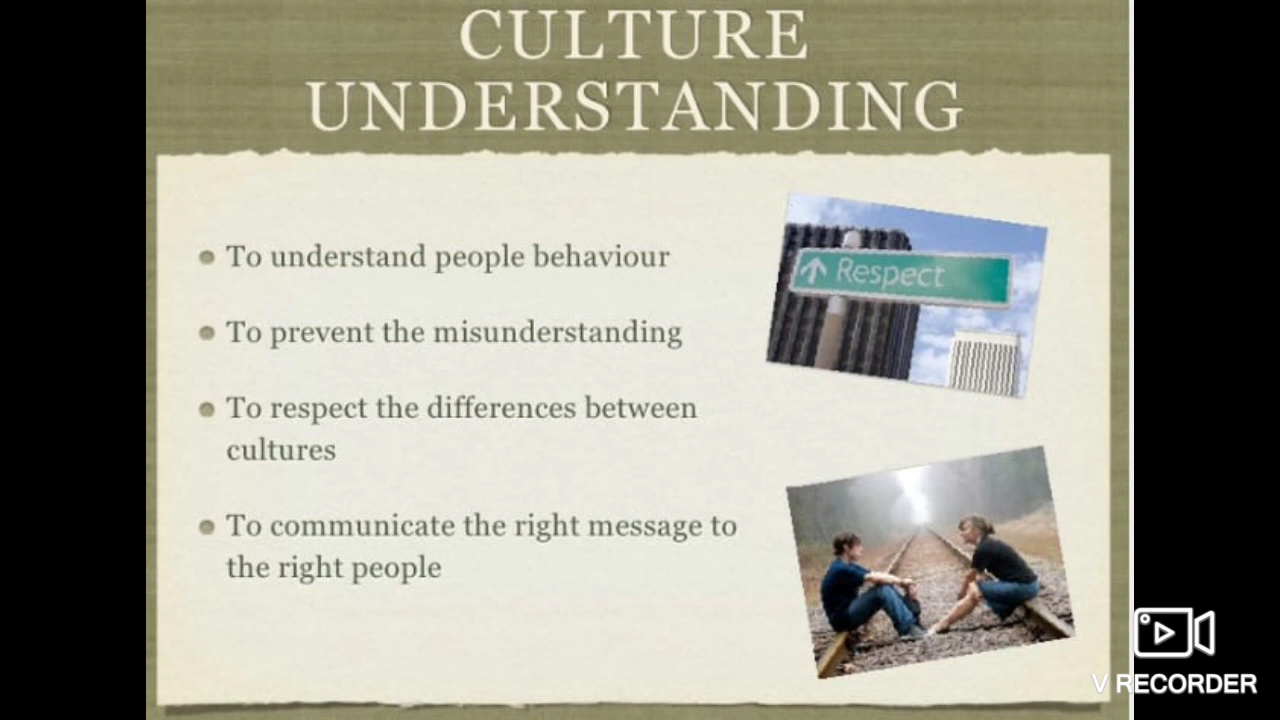 CULTURE
UNDERSTANDING
To understand people behaviour
To prevent the misunderstanding
To respect the differences between
cultures
To communicate the right message to
the right people
Respect
V RECORDER